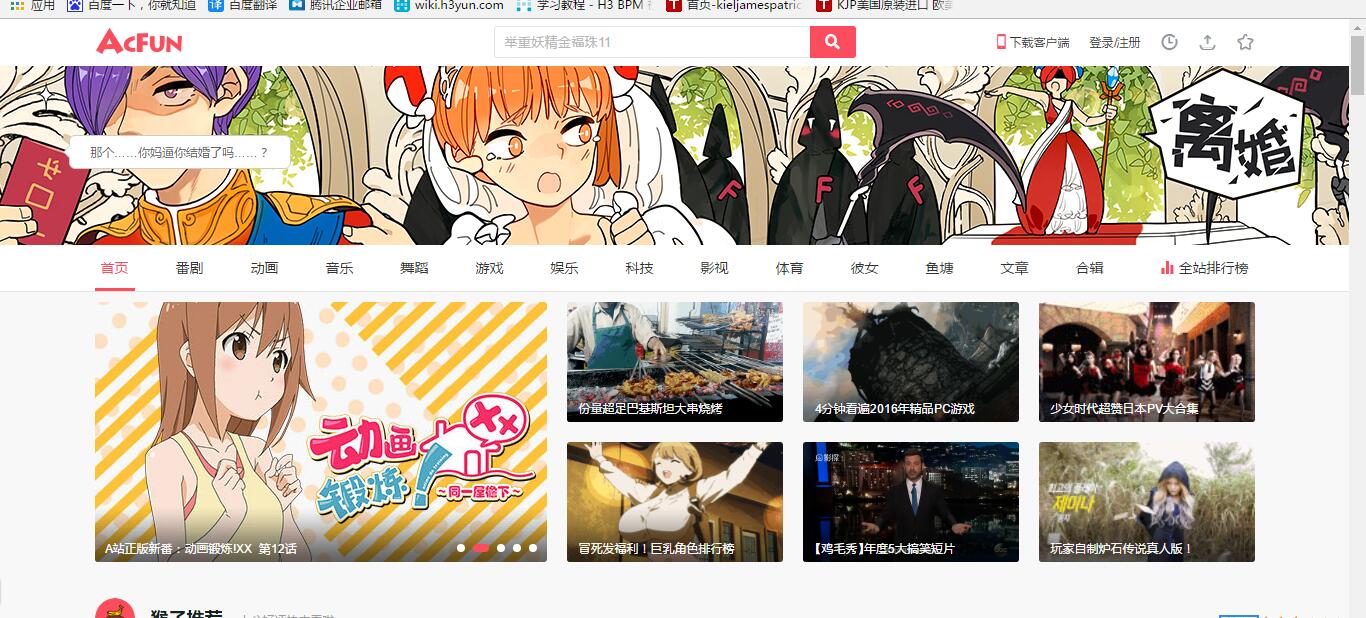 应用 百度一下，你就知道 百度翻译 腾讯企业邮箱 wiki.h3yun.com 学习教程 - H3 BPM 首页-kieljamespatric KJP美国原装进口 欧美
AcFun
举重妖精金福珠11
下载客户端 登录/注册
离婚
那个……你妈逼你结婚了吗……？
F F F
首页 番剧 动画 音乐 舞蹈 游戏 娱乐 科技 影视 体育 彼女 鱼塘 文章 合辑 全站排行榜
动画锻炼!
XX
~同一屋檐下~
A站正版新番：动画锻炼!XX 第12话
份量超足巴基斯坦大串烧烤
4分钟看遍2016年精品PC游戏
少女时代超赞日本PV大合集
冒死发福利！巨乳角色排行榜
【鸡毛秀】年度5大搞笑短片
제이나
玩家自制炉石传说真人版！
猴子推荐